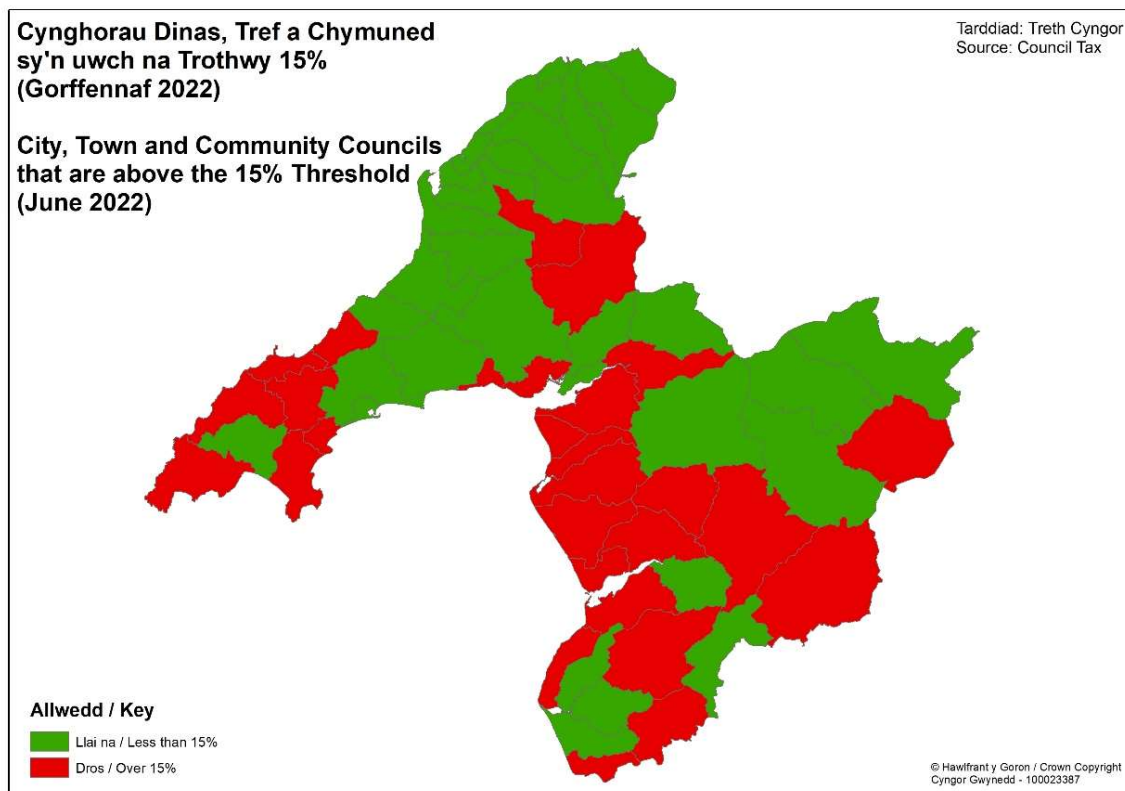 Cynghorau Dinas, Tref a Chymuned
sy'n uwch na Trothwy 15%
(Gorffennaf 2022)
City, Town and Community Councils
that are above the 15% Threshold
(June 2022)
Tarddiad: Treth Cyngor
Source: Council Tax
Allwedd / Key
Llai na / Less than 15%
Dros / Over 15%
© Hawlfraint y Goron / Crown Copyright
Cyngor Gwynedd - 100023387